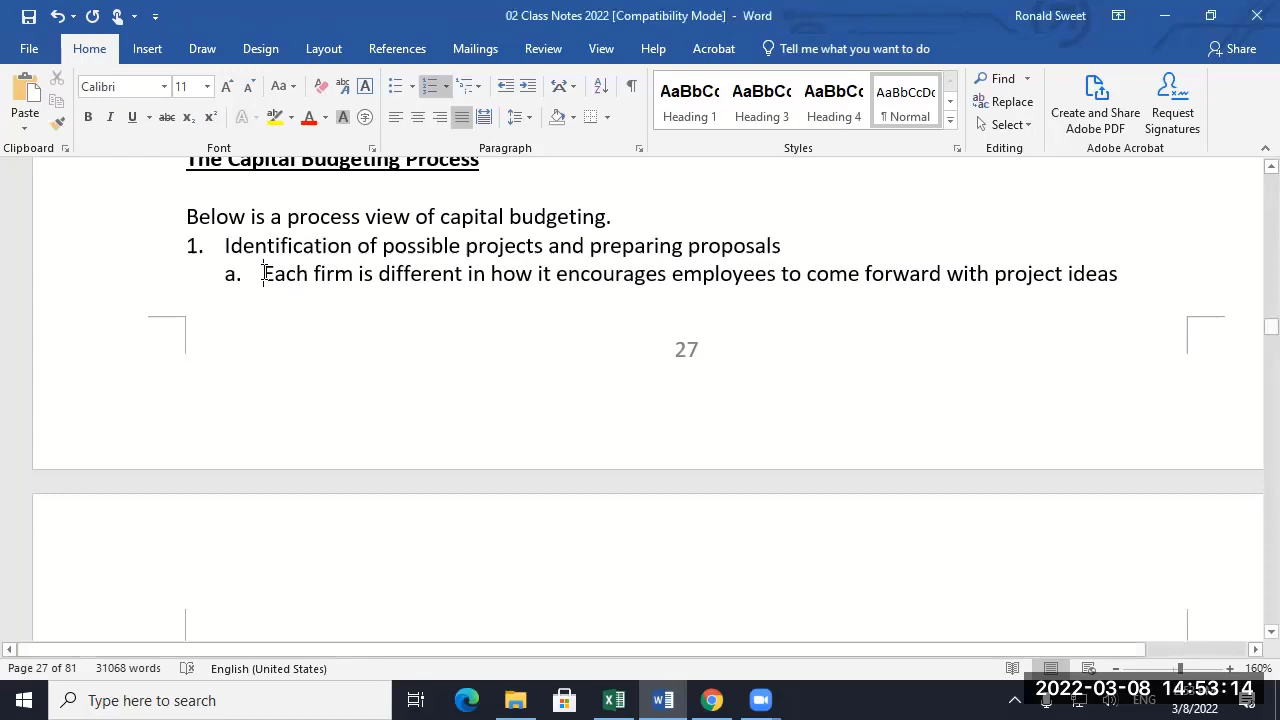 02 Class Notes 2022 [Compatibility Mode] - Word
Ronald Sweet
File Home Insert Draw Design Layout References Mailings Review View Help Acrobat Tell me what you want to do Share
Paste
Calibri 11
AaBbCc AaBbCc AaBbCc AaBbCcDc
Heading 1 Heading 3 Heading 4 ¶ Normal
Find
Replace
Select
Create and Share Adobe PDF
Request Signatures
Clipboard Font Paragraph Styles Editing Adobe Acrobat
The Capital Budgeting Process
Below is a process view of capital budgeting.
1. Identification of possible projects and preparing proposals
a. Each firm is different in how it encourages employees to come forward with project ideas
27
Page 27 of 81 31068 words English (United States) 160%
Type here to search
ENG
2022-03-08 14:53:14
3/8/2022